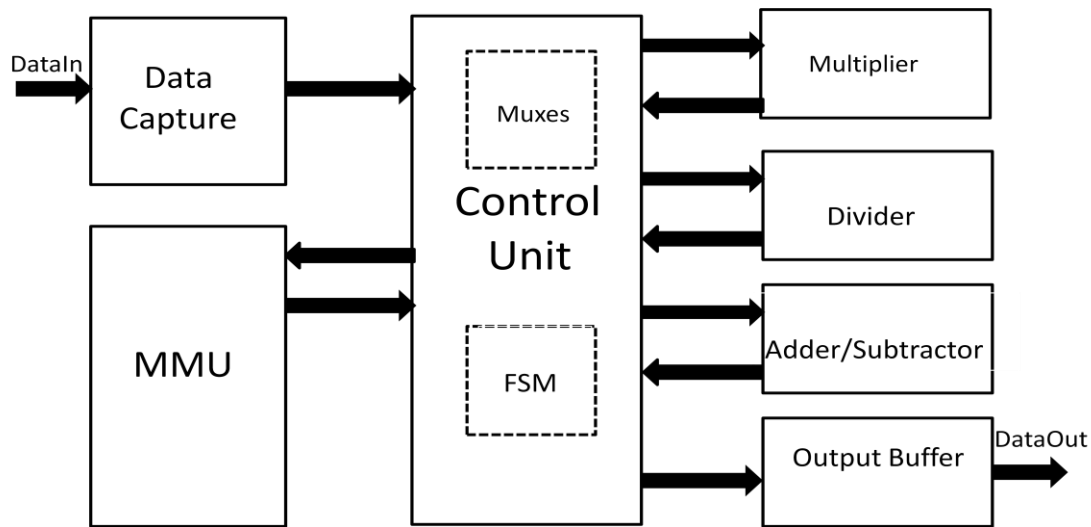 DataIn
Data
Capture
MMU
Muxes
Control
Unit
FSM
Multiplier
Divider
Adder/Subtractor
Output Buffer
DataOut